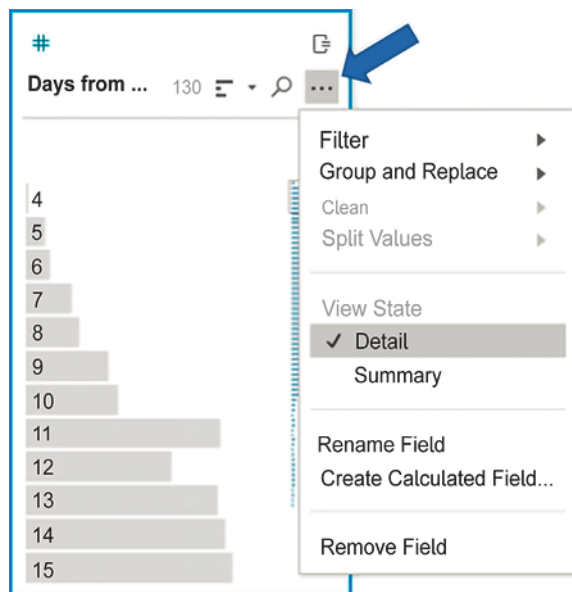 #
Days from ... 130 ...
Filter
Group and Replace
Clean
Split Values
View State
✓ Detail
Summary
Rename Field
Create Calculated Field...
Remove Field
4
5
6
7
8
9
10
11
12
13
14
15